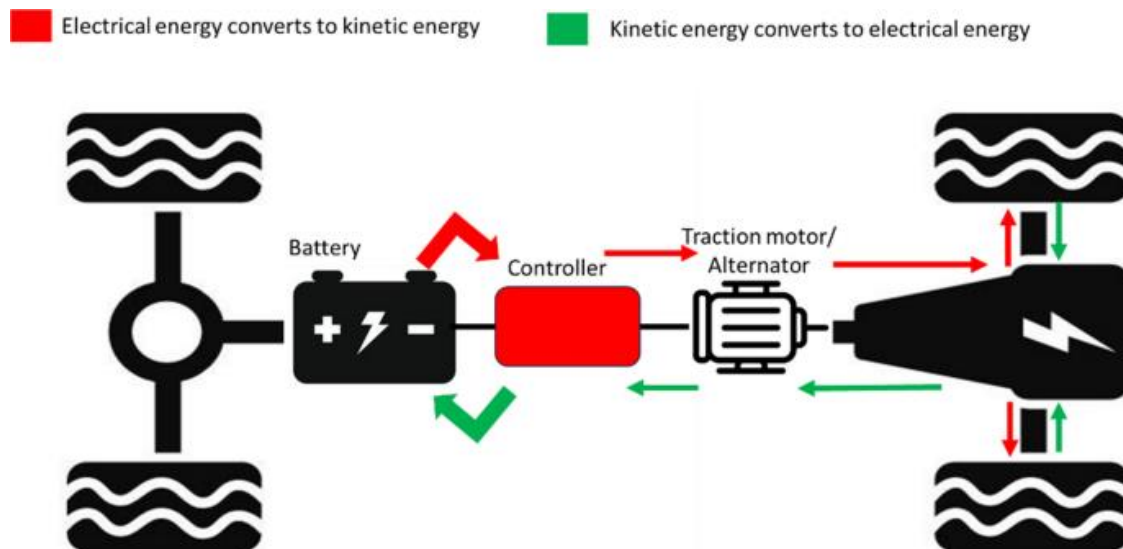 Electrical energy converts to kinetic energy
Kinetic energy converts to electrical energy
Battery
Controller
Traction motor/
Alternator